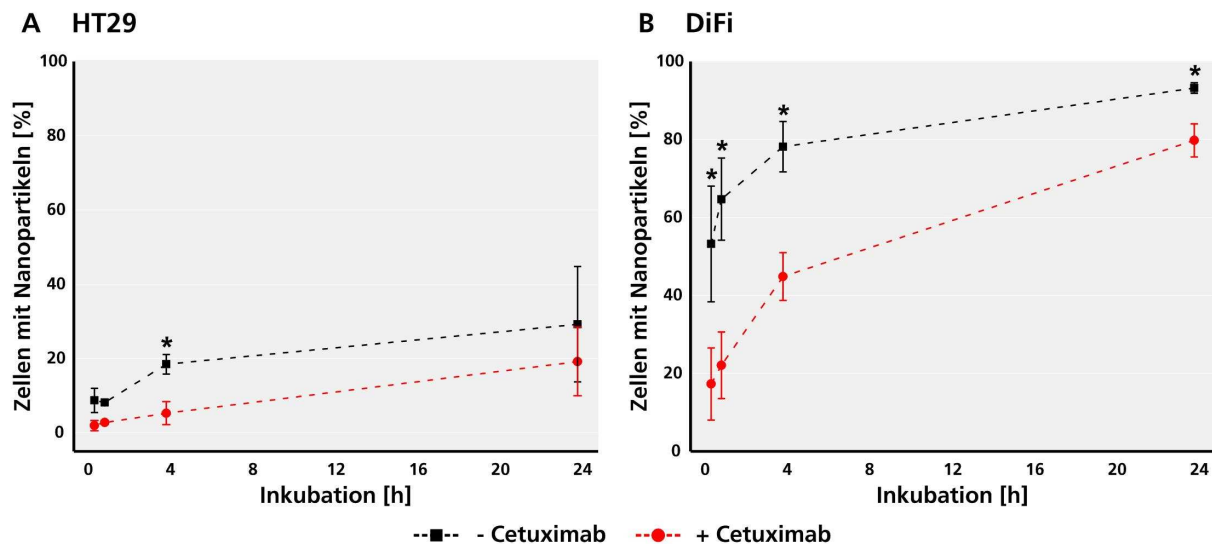 A HT29
Zellen mit Nanopartikeln [%]
100
80
60
40
20
0
*
0 4 8 12 16 20 24
Inkubation [h]
B DiFi
Zellen mit Nanopartikeln [%]
100
80
60
40
20
0
* * * *
0 4 8 12 16 20 24
Inkubation [h]
- Cetuximab + Cetuximab